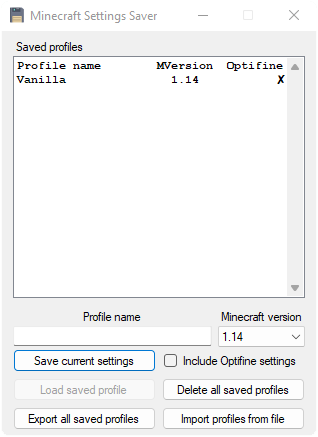 Minecraft Settings Saver
Saved profiles
Profile name MVersion Optifine
Vanilla 1.14 ✗
Profile name Minecraft version
1.14
Save current settings Include Optifine settings
Load saved profile Delete all saved profiles
Export all saved profiles Import profiles from file